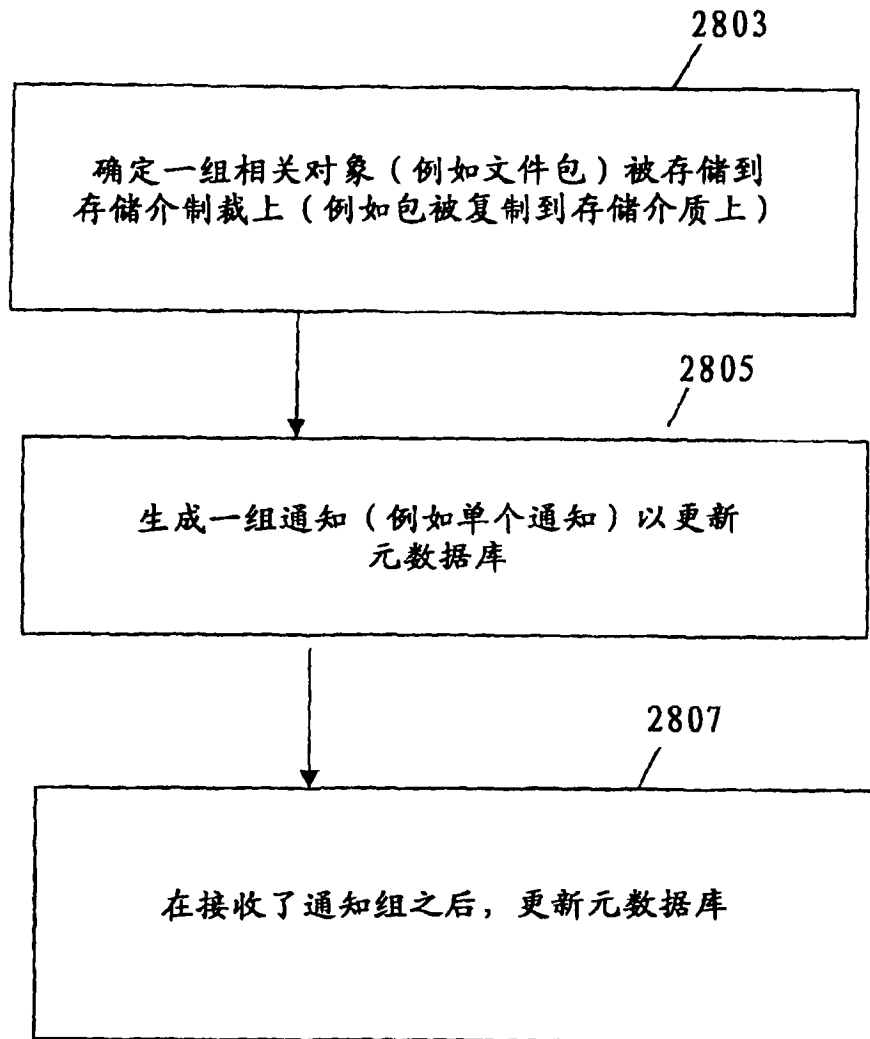 2803
确定一组相关对象（例如文件包）被存储到
存储介制裁上（例如包被复制到存储介质上）
2805
生成一组通知（例如单个通知）以更新
元数据库
2807
在接收了通知组之后，更新元数据库